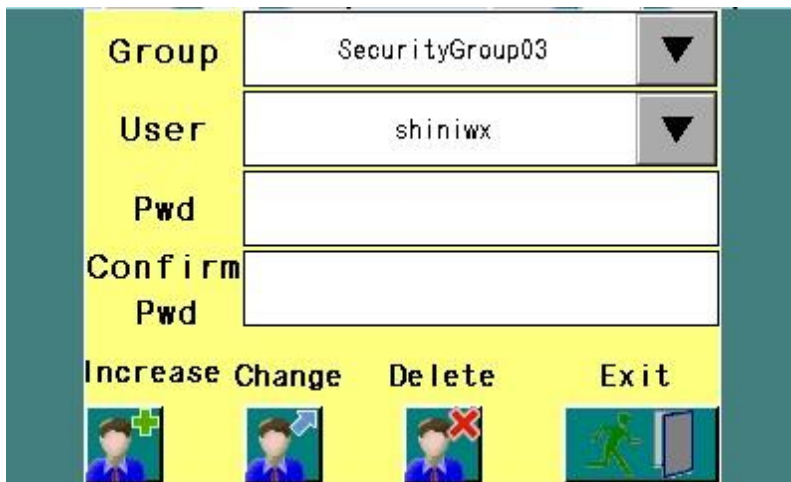 Group SecurityGroup03
User shiniwx
Pwd
Confirm
Pwd
Increase Change Delete Exit